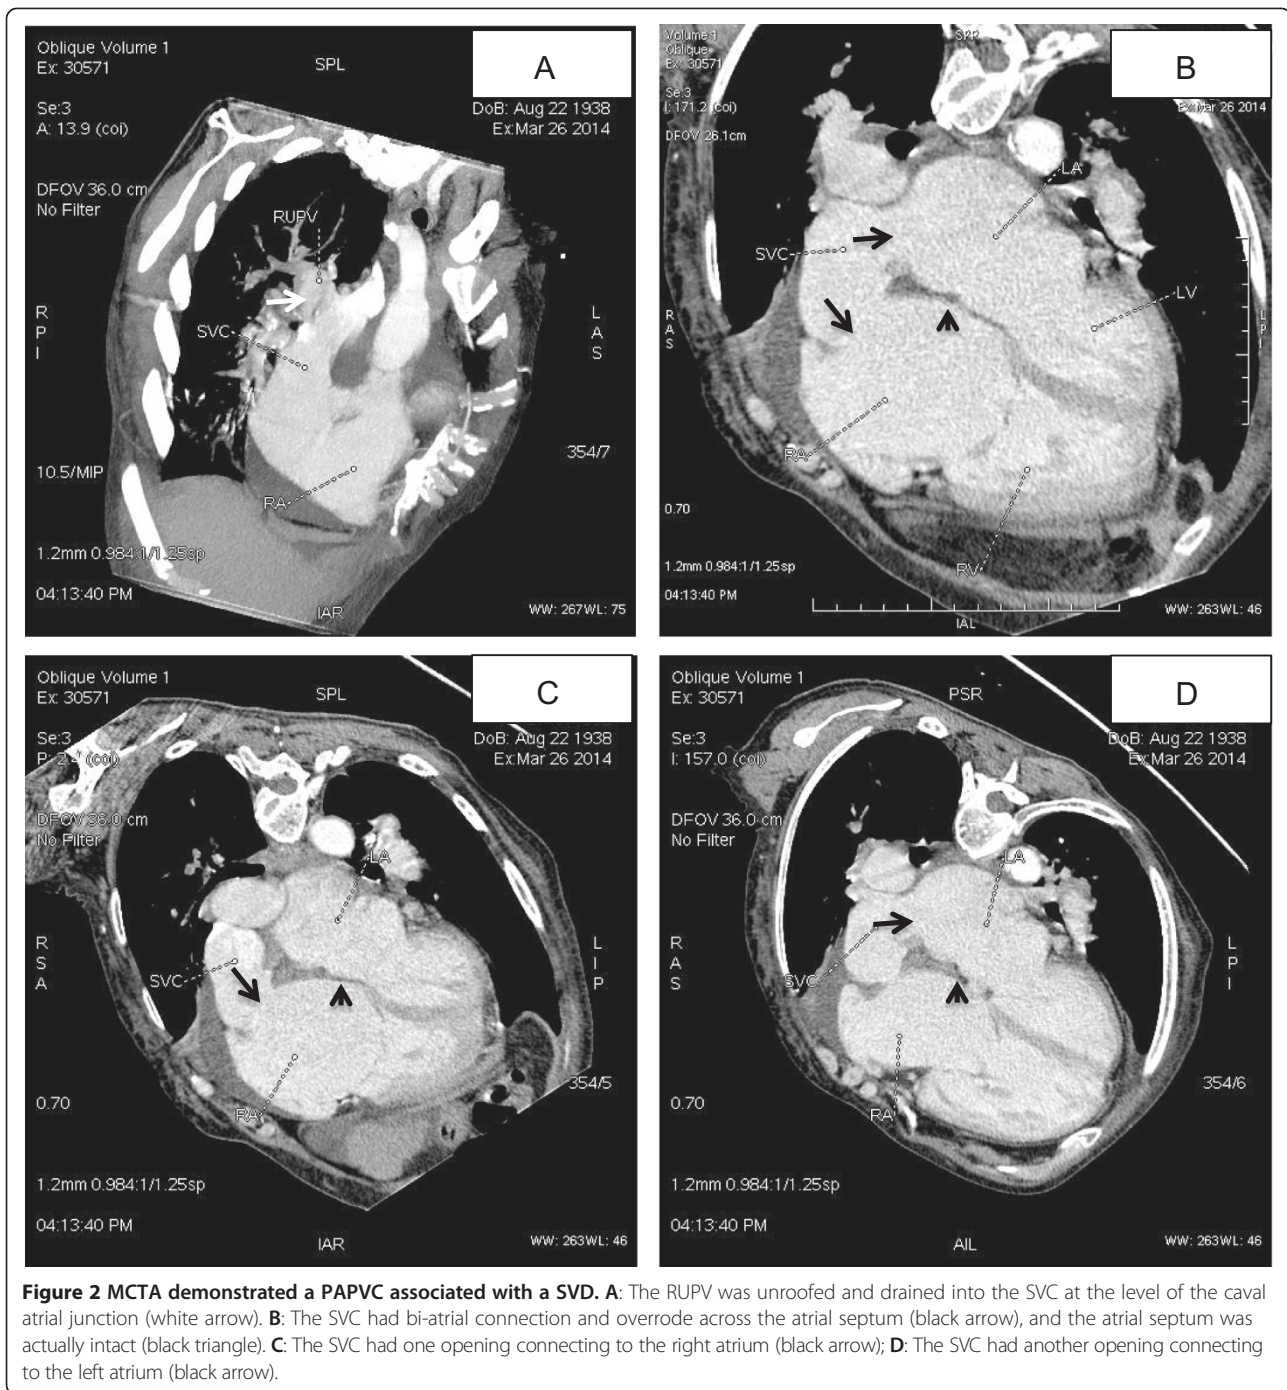 Oblique Volume 1
Ex: 30571
SPL
A
Se:3
A: 13.9 (coi)
DoB: Aug 22 1938
Ex:Mar 26 2014
DFOV 36.0 cm
No Filter
RUPV
SVC
R
P
I
L
A
S
10.5/MIP
354/7
RA
1.2mm 0.984:1/1.25sp
04:13:40 PM
IAR
WW: 267WL: 75
Volume 1
Oblique
Ex: 30571
B
Se:3
I: 171.2 (coi)
Ex:Mar 26 2014
DFOV 26.1cm
LA
SVC
LV
R
A
S
L
P
I
RA
0.70
RV
1.2mm 0.984:1/1.25sp
04:13:40 PM
IAL
WW: 263WL: 46
Oblique Volume 1
Ex: 30571
SPL
C
Se:3
DoB: Aug 22 1938
Ex:Mar 26 2014
DFOV 36.0 cm
No Filter
LA
SVC
R
S
A
L
I
P
RA
354/5
0.70
1.2mm 0.984:1/1.25sp
04:13:40 PM
IAR
WW: 263WL: 46
Oblique Volume 1
Ex: 30571
PSR
D
Se:3
I: 157.0 (coi)
DoB: Aug 22 1938
Ex:Mar 26 2014
DFOV 36.0 cm
No Filter
LA
SVC
R
A
S
L
P
I
RA
354/6
0.70
1.2mm 0.984:1/1.25sp
04:13:40 PM
AIL
WW: 263WL: 46
Figure 2 MCTA demonstrated a PAPVC associated with a SVD. A: The RUPV was unroofed and drained into the SVC at the level of the caval
atrial junction (white arrow). B: The SVC had bi-atrial connection and overrode across the atrial septum (black arrow), and the atrial septum was
actually intact (black triangle). C: The SVC had one opening connecting to the right atrium (black arrow); D: The SVC had another opening connecting
to the left atrium (black arrow).